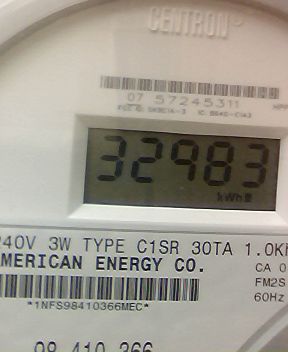 CENTRON
07 57245311
32983
kWh
240V 3W TYPE C1SR 30TA 1.0K
AMERICAN ENERGY CO.
CA 0
FM2S
60Hz
*1NFS98410366MEC*
98 410 366